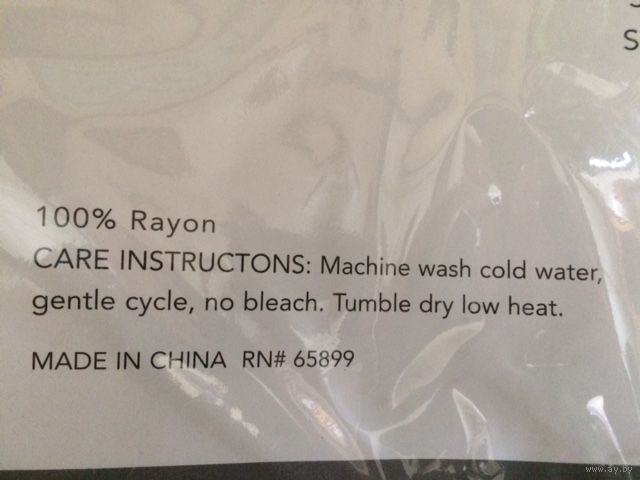 S
100% Rayon
CARE INSTRUCTONS: Machine wash cold water,
gentle cycle, no bleach. Tumble dry low heat.
MADE IN CHINA RN# 65899
www.ay.by